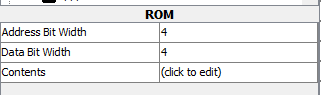 ROM
Address Bit Width 4
Data Bit Width 4
Contents (click to edit)